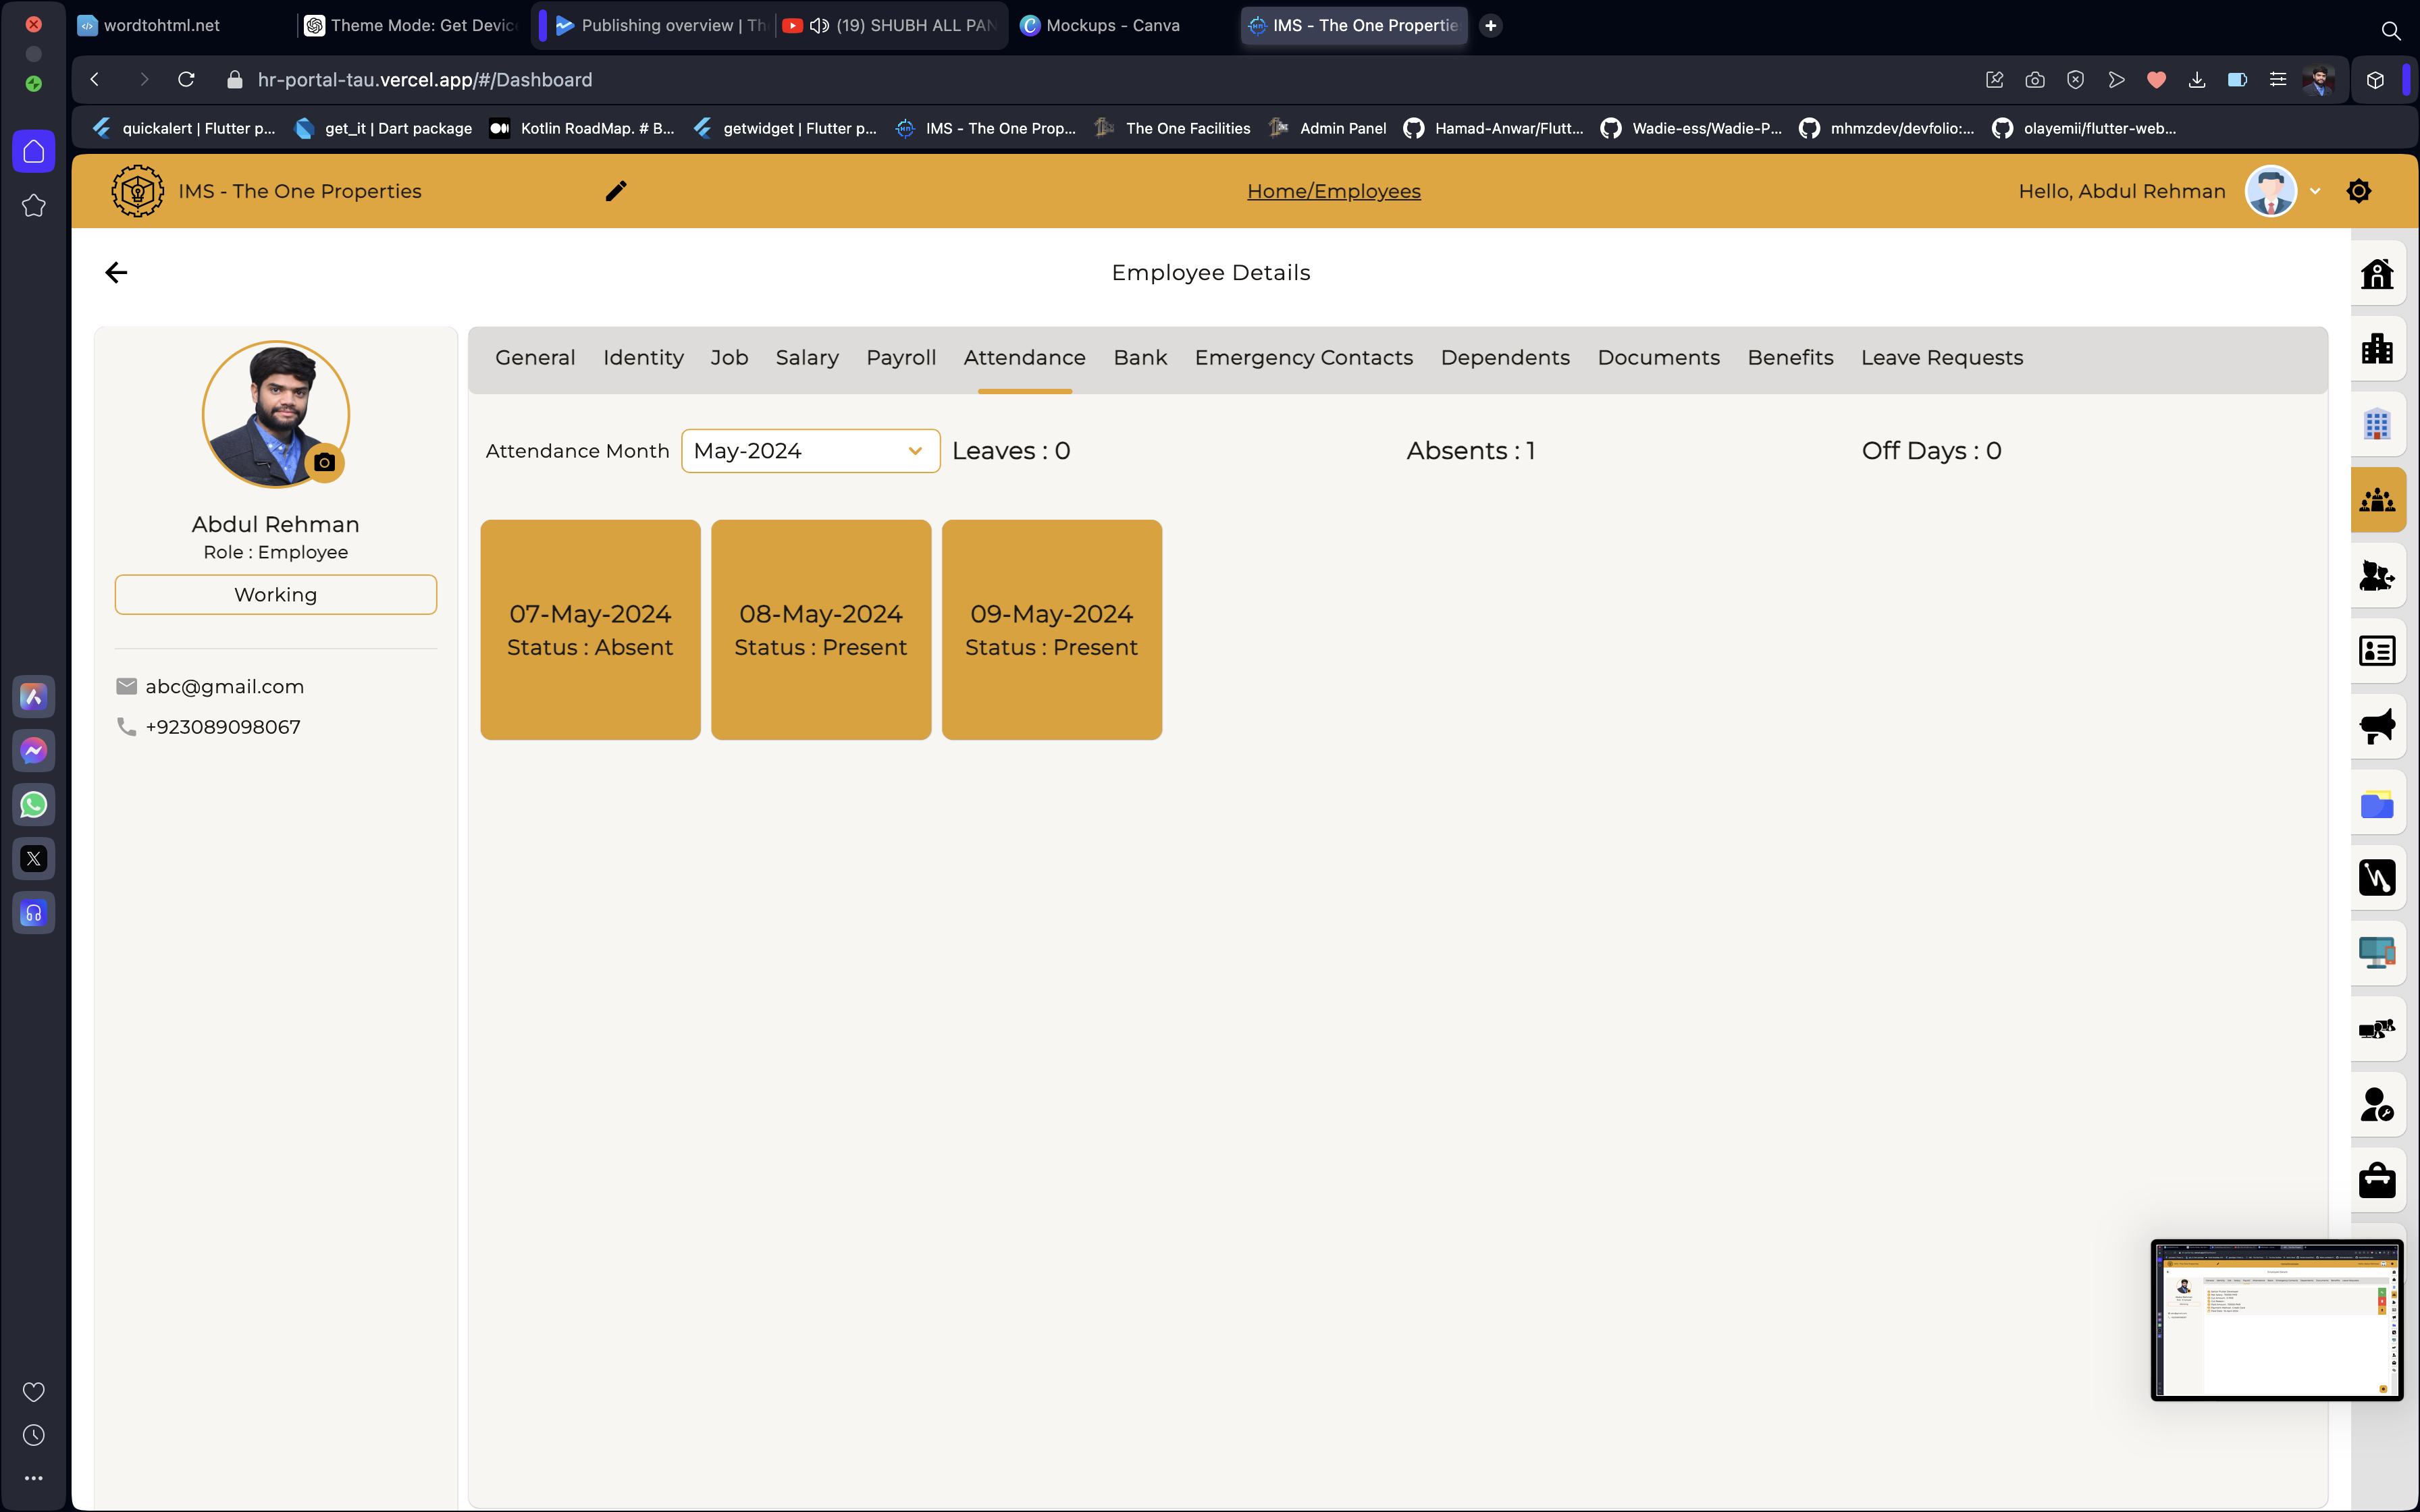 wordtohtml.net
Theme Mode: Get Device
Publishing overview | Th
(19) SHUBH ALL PAN
Mockups - Canva
IMS - The One Propertie
hr-portal-tau.vercel.app/#/Dashboard
quickalert | Flutter p...
get_it | Dart package
Kotlin RoadMap. # B...
getwidget | Flutter p...
IMS - The One Prop...
The One Facilities
Admin Panel
Hamad-Anwar/Flutt...
Wadie-ess/Wadie-P...
mhmzdev/devfolio:...
olayemii/flutter-web...
IMS - The One Properties
Home/Employees
Hello, Abdul Rehman
Employee Details
General Identity Job Salary Payroll Attendance Bank Emergency Contacts Dependents Documents Benefits Leave Requests
Attendance Month
May-2024
Leaves : 0
Absents : 1
Off Days : 0
Abdul Rehman
Role : Employee
Working
abc@gmail.com
+923089098067
07-May-2024
Status : Absent
08-May-2024
Status : Present
09-May-2024
Status : Present